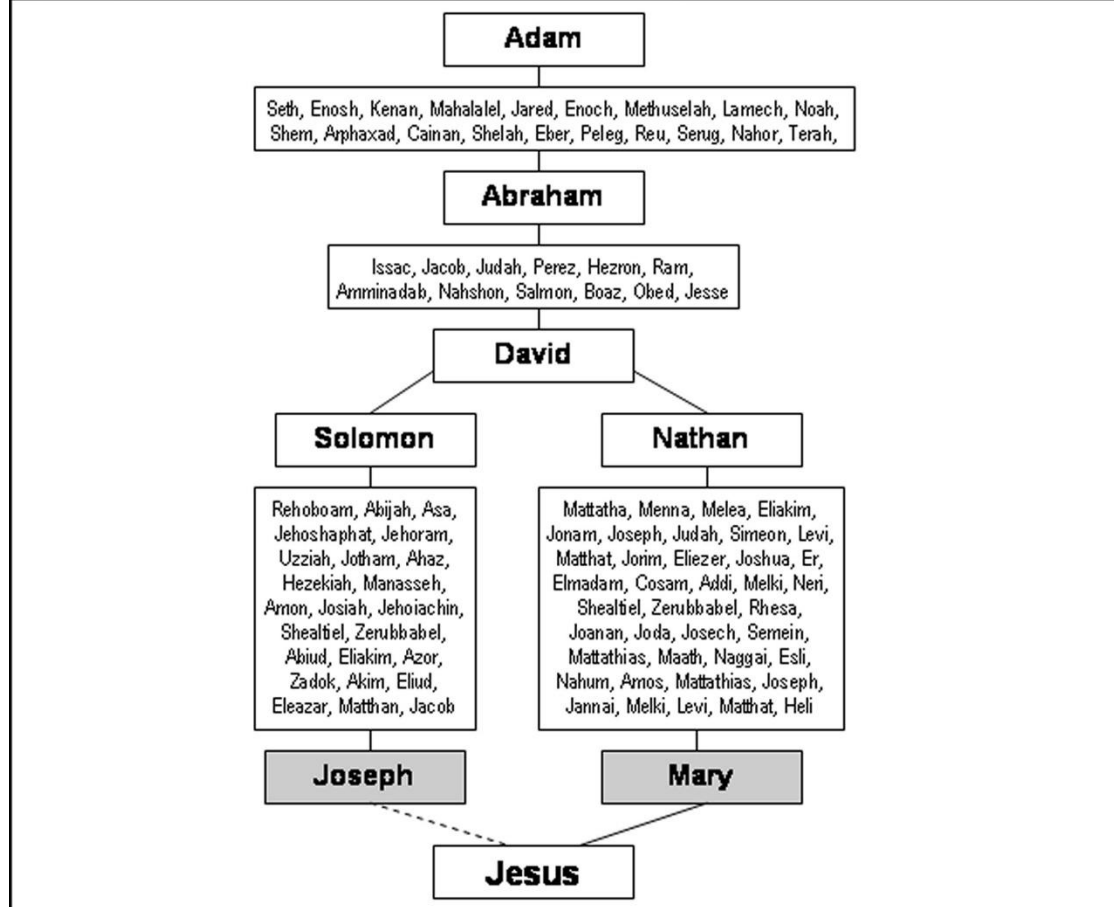 Adam
Seth, Enosh, Kenan, Mahalalel, Jared, Enoch, Methuselah, Lamech, Noah,
Shem, Arphaxad, Cainan, Shelah, Eber, Peleg, Reu, Serug, Nahor, Terah,
Abraham
Issac, Jacob, Judah, Perez, Hezron, Ram,
Amminadab, Nahshon, Salmon, Boaz, Obed, Jesse
David
Solomon
Rehoboam, Abijah, Asa,
Jehoshaphat, Jehoram,
Uzziah, Jotham, Ahaz,
Hezekiah, Manasseh,
Amon, Josiah, Jehoiachin,
Shealtiel, Zerubbabel,
Abiud, Eliakim, Azor,
Zadok, Akim, Eliud,
Eleazar, Matthan, Jacob
Joseph
Nathan
Mattatha, Menna, Melea, Eliakim,
Jonam, Joseph, Judah, Simeon, Levi,
Matthat, Jorim, Eliezer, Joshua, Er,
Elmadam, Cosam, Addi, Melki, Neri,
Shealtiel, Zerubbabel, Rhesa,
Joanan, Joda, Josech, Semein,
Mattathias, Maath, Naggai, Esli,
Nahum, Amos, Mattathias, Joseph,
Jannai, Melki, Levi, Matthat, Heli
Mary
Jesus